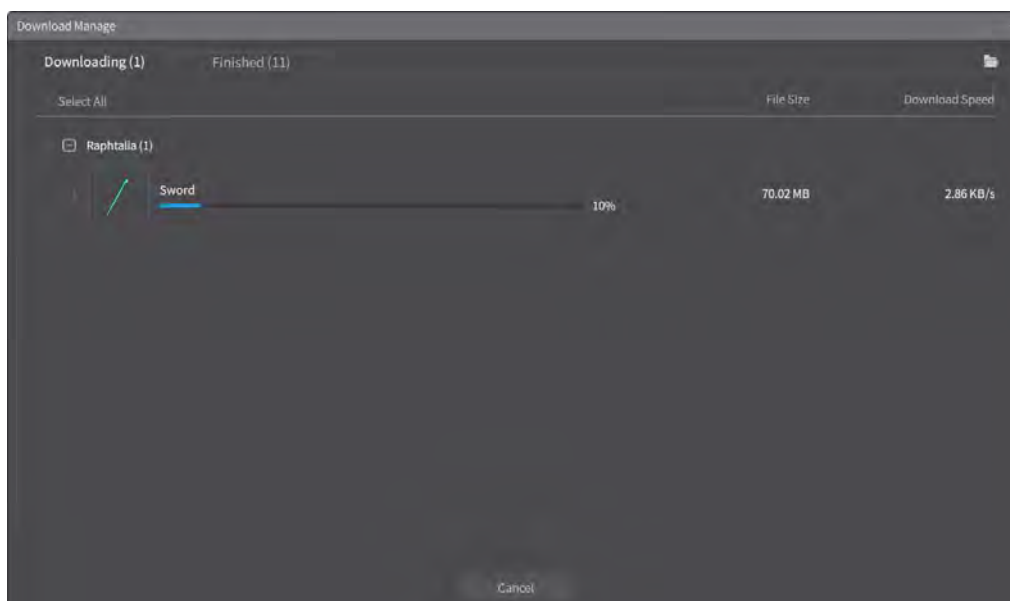 Download Manage
Downloading (1) Finished (11)
Select All File Size Download Speed
Raphtalia (1)
Sword 70.02 MB 2.86 KB/s
10%
Cancel